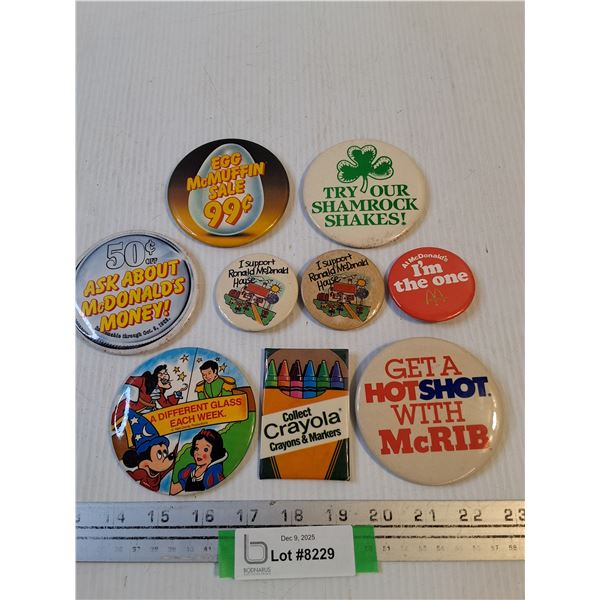 EGG
McMUFFIN
SALE
99¢
TRY OUR
SHAMROCK
SHAKES!
50¢ OFF
ASK ABOUT
McDONALD'S
MONEY!
I support
Ronald McDonald
House
I support
Ronald McDonald
House
At McDonald's
I'm the
one
A DIFFERENT GLASS
EACH WEEK.
Collect
Crayola
Crayons & Markers
GET A
HOTSHOT.
WITH
McRIB
14 15 16 17 18 19 20 21 22 23
Dec 9, 2025
Lot #8229
BODNARUS